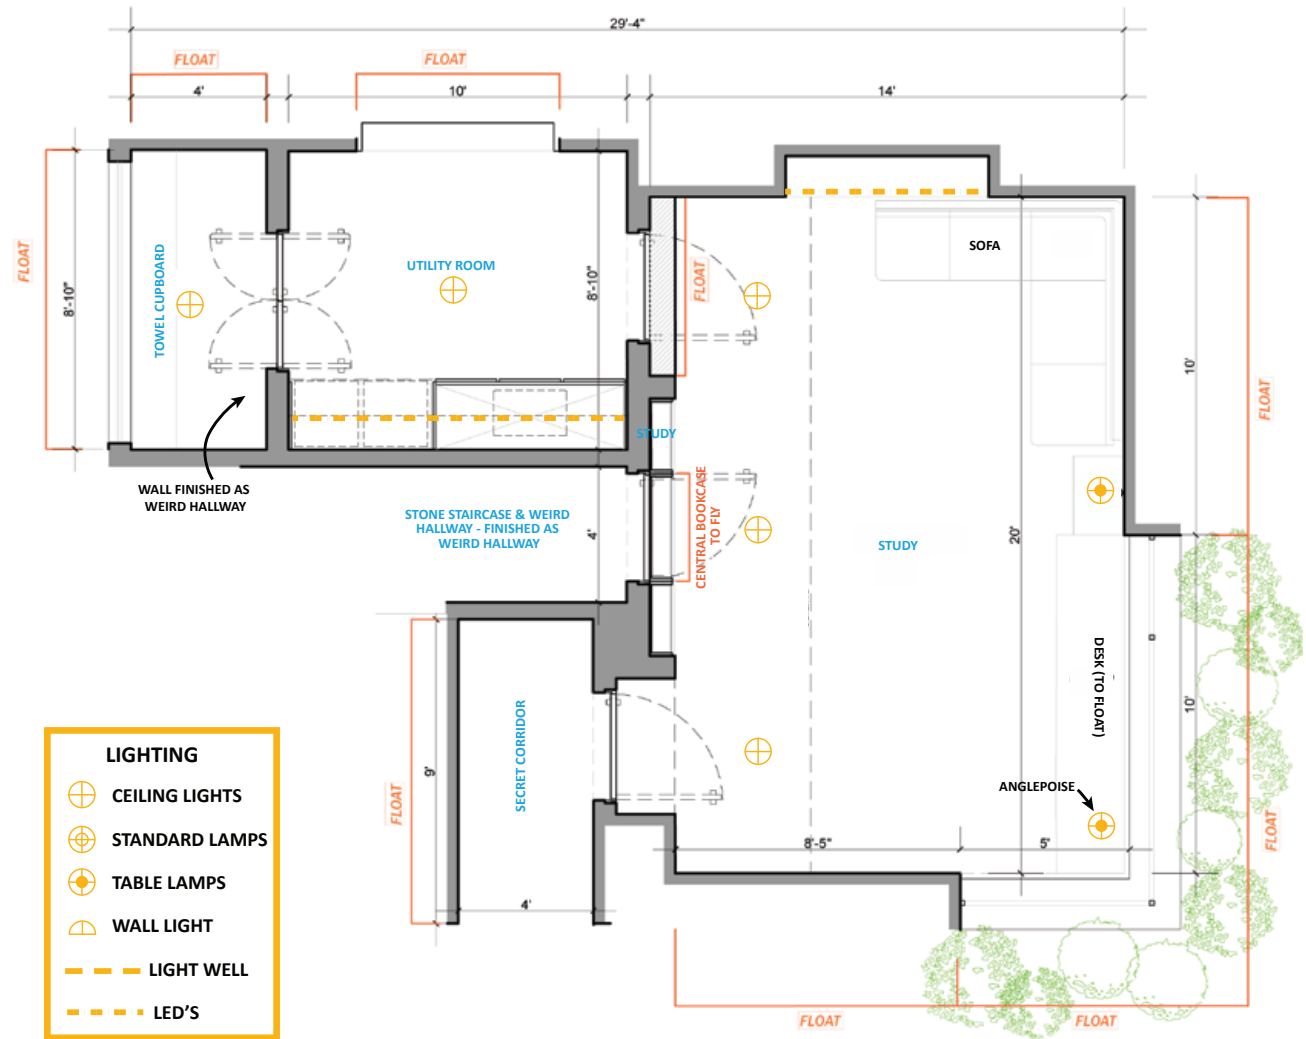 29'-4"
FLOAT
FLOAT
4'
10'
14'
FLOAT
8'-10"
TOWEL CUPBOARD
UTILITY ROOM
8'-10"
FLOAT
SOFA
10'
FLOAT
WALL FINISHED AS
WEIRD HALLWAY
STUDY
STONE STAIRCASE & WEIRD
HALLWAY - FINISHED AS
WEIRD HALLWAY
4'
CENTRAL BOOKCASE
TO FLY
STUDY
20'
DESK (TO FLOAT)
10'
SECRET CORRIDOR
9'
FLOAT
4'
ANGLEPOISE
8'-5"
5'
FLOAT
FLOAT
FLOAT
LIGHTING
CEILING LIGHTS
STANDARD LAMPS
TABLE LAMPS
WALL LIGHT
LIGHT WELL
LED'S